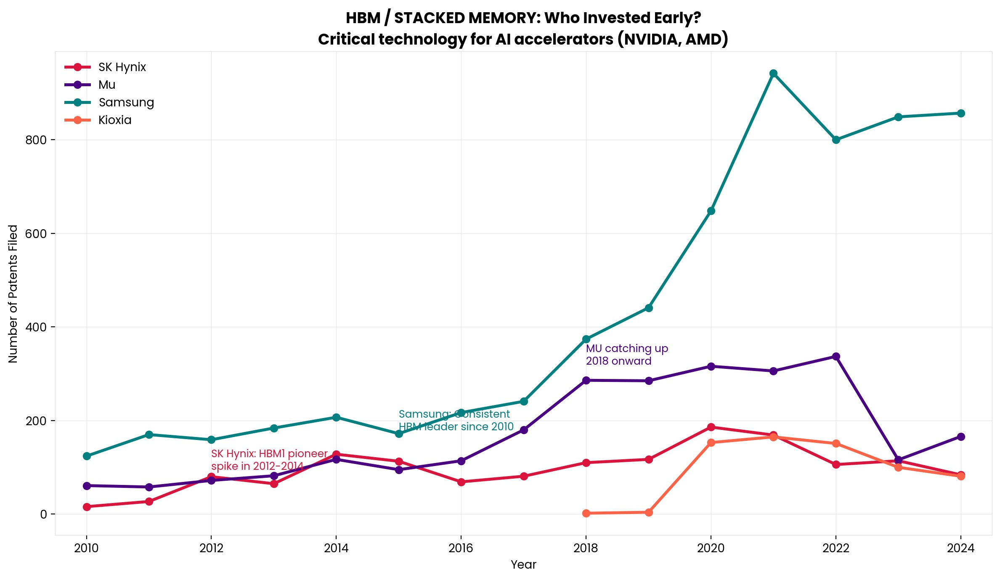 HBM / STACKED MEMORY: Who Invested Early?
Critical technology for AI accelerators (NVIDIA, AMD)
SK Hynix
Mu
Samsung
Kioxia
Number of Patents Filed
800
600
400
200
0
MU catching up
2018 onward
Samsung: Consistent
HBM leader since 2010
SK Hynix: HBM1 pioneer
spike in 2012-2014
2010
2012
2014
2016
2018
2020
2022
2024
Year